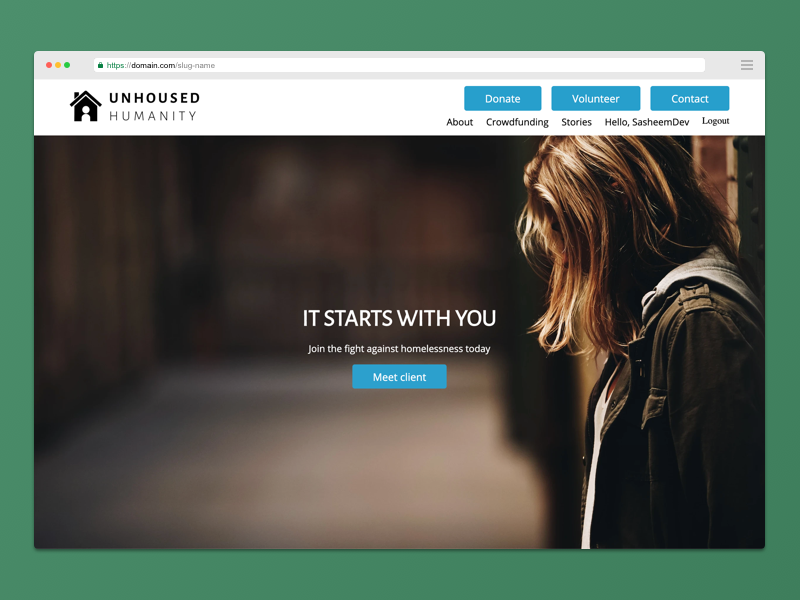 https://domain.com/slug-name
UNHOUSED
HUMANITY
Donate Volunteer Contact
About Crowdfunding Stories Hello, SasheemDev Logout
IT STARTS WITH YOU
Join the fight against homelessness today
Meet client